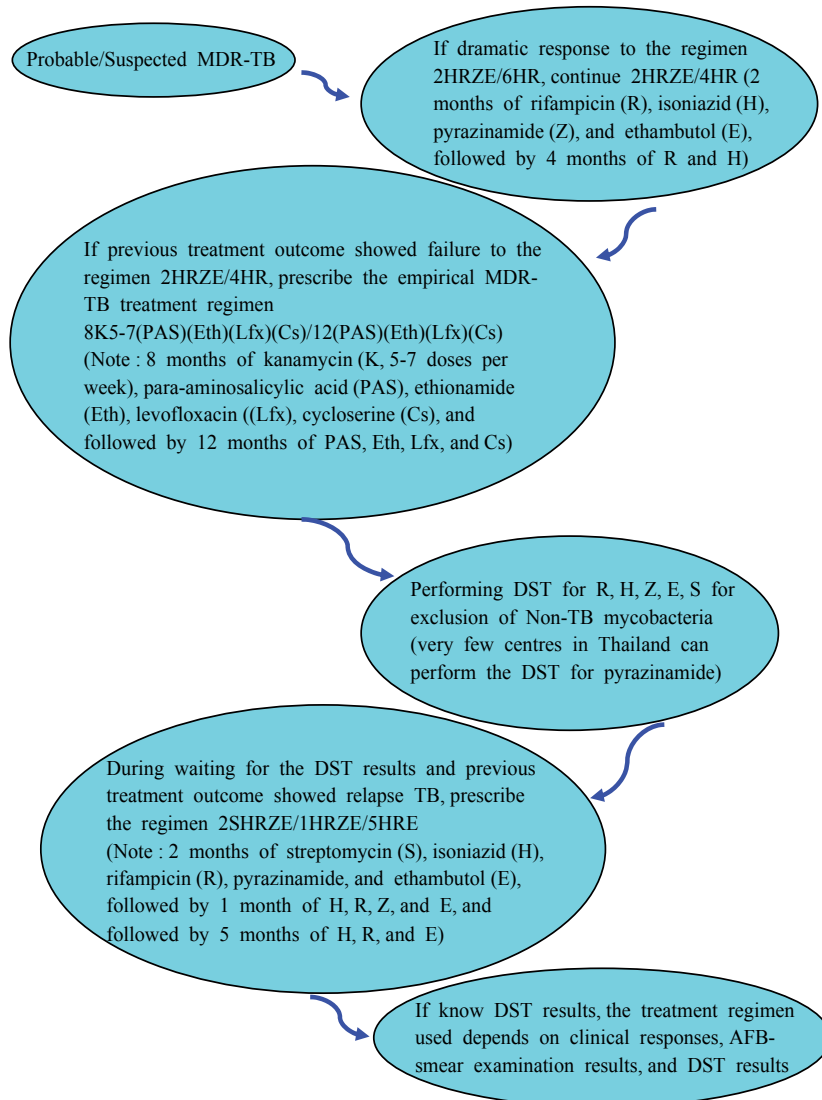 Probable/Suspected MDR-TB
If dramatic response to the regimen
2HRZE/6HR, continue 2HRZE/4HR (2
months of rifampicin (R), isoniazid (H),
pyrazinamide (Z), and ethambutol (E),
followed by 4 months of R and H)
If previous treatment outcome showed failure to the
regimen 2HRZE/4HR, prescribe the empirical MDR-
TB treatment regimen
8K5-7(PAS)(Eth)(Lfx)(Cs)/12(PAS)(Eth)(Lfx)(Cs)
(Note : 8 months of kanamycin (K, 5-7 doses per
week), para-aminosalicylic acid (PAS), ethionamide
(Eth), levofloxacin ((Lfx), cycloserine (Cs), and
followed by 12 months of PAS, Eth, Lfx, and Cs)
Performing DST for R, H, Z, E, S for
exclusion of Non-TB mycobacteria
(very few centres in Thailand can
perform the DST for pyrazinamide)
During waiting for the DST results and previous
treatment outcome showed relapse TB, prescribe
the regimen 2SHRZE/1HRZE/5HRE
(Note : 2 months of streptomycin (S), isoniazid (H),
rifampicin (R), pyrazinamide, and ethambutol (E),
followed by 1 month of H, R, Z, and E, and
followed by 5 months of H, R, and E)
If know DST results, the treatment regimen
used depends on clinical responses, AFB-
smear examination results, and DST results